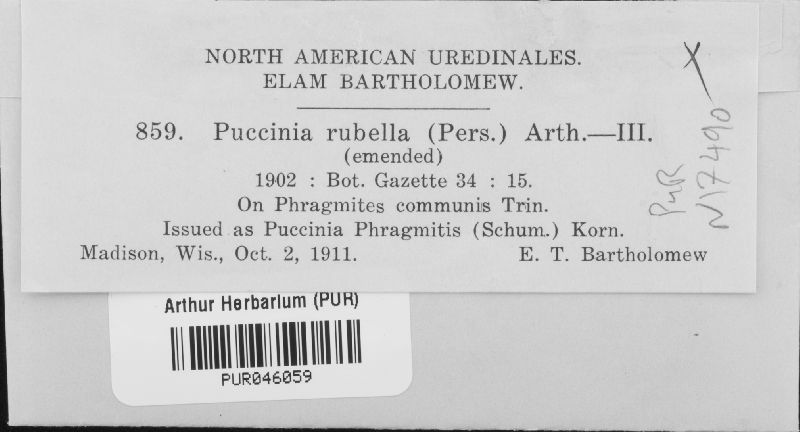 NORTH AMERICAN UREDINALES.
ELAM BARTHOLOMEW.
859. Puccinia rubella (Pers.) Arth.—III.
(emended)
1902 : Bot. Gazette 34 : 15.
On Phragmites communis Trin.
Issued as Puccinia Phragmitis (Schum.) Korn.
Madison, Wis., Oct. 2, 1911. E. T. Bartholomew
X
PUR
N17490
Arthur Herbarium (PUR)
PUR046059